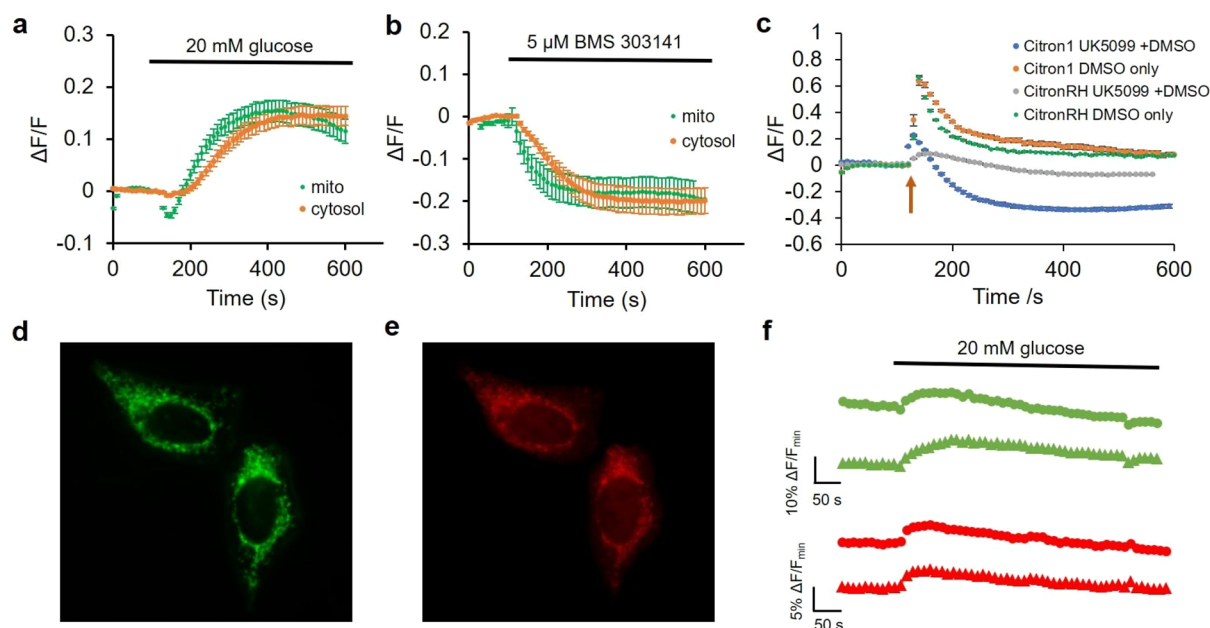 a
20 mM glucose
ΔF/F
0.3
0.2
0.1
0
-0.1
mito
cytosol
0 200 400 600
Time (s)
b
5 µM BMS 303141
ΔF/F
0.2
0.1
0
-0.1
-0.2
-0.3
mito
cytosol
0 200 400 600
Time (s)
c
ΔF/F
1
0.8
0.6
0.4
0.2
0
-0.2
-0.4
-0.6
Citron1 UK5099 +DMSO
Citron1 DMSO only
CitronRH UK5099 +DMSO
CitronRH DMSO only
0 200 400 600
Time /s
d
e
f
20 mM glucose
10% ΔF/Fmin
50 s
5% ΔF/Fmin
50 s